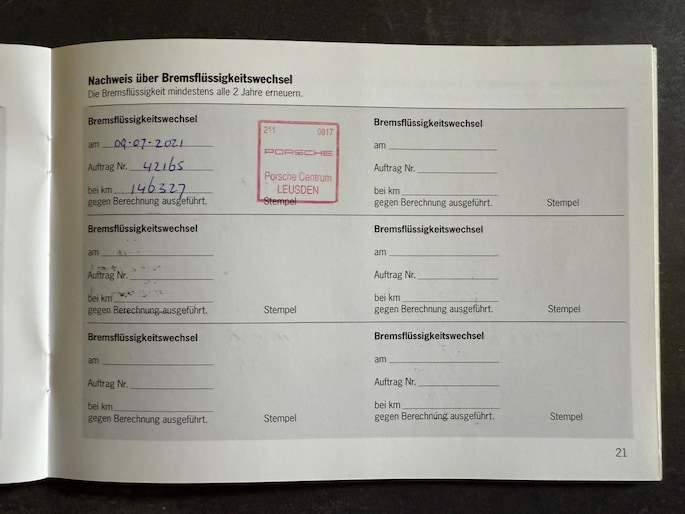 Nachweis über Bremsflüssigkeitswechsel
Die Bremsflüssigkeit mindestens alle 2 Jahre erneuern.
Bremsflüssigkeitswechsel
am 09-07-2021
Auftrag Nr. 42165
bei km 146327
gegen Berechnung ausgeführt.
211 0017
PORSCHE
Porsche Centrum
LEUSDEN
Stempel
Bremsflüssigkeitswechsel
am
Auftrag Nr.
bei km
gegen Berechnung ausgeführt. Stempel
Bremsflüssigkeitswechsel
am
Auftrag Nr.
bei km
gegen Berechnung ausgeführt. Stempel
Bremsflüssigkeitswechsel
am
Auftrag Nr.
bei km
gegen Berechnung ausgeführt. Stempel
Bremsflüssigkeitswechsel
am
Auftrag Nr.
bei km
gegen Berechnung ausgeführt. Stempel
Bremsflüssigkeitswechsel
am
Auftrag Nr.
bei km
gegen Berechnung ausgeführt. Stempel
21